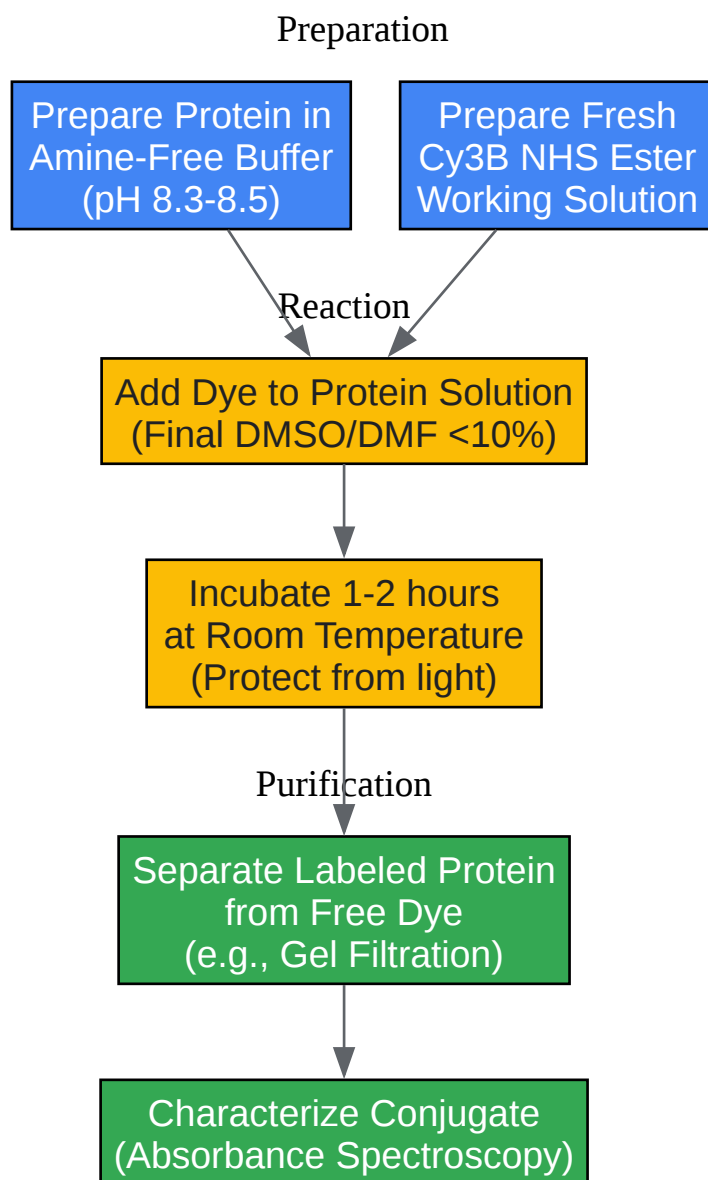 Preparation
Prepare Protein in
Amine-Free Buffer
(pH 8.3-8.5)
Prepare Fresh
Cy3B NHS Ester
Working Solution
Reaction
Add Dye to Protein Solution
(Final DMSO/DMF <10%)
Incubate 1-2 hours
at Room Temperature
(Protect from light)
Purification
Separate Labeled Protein
from Free Dye
(e.g., Gel Filtration)
Characterize Conjugate
(Absorbance Spectroscopy)